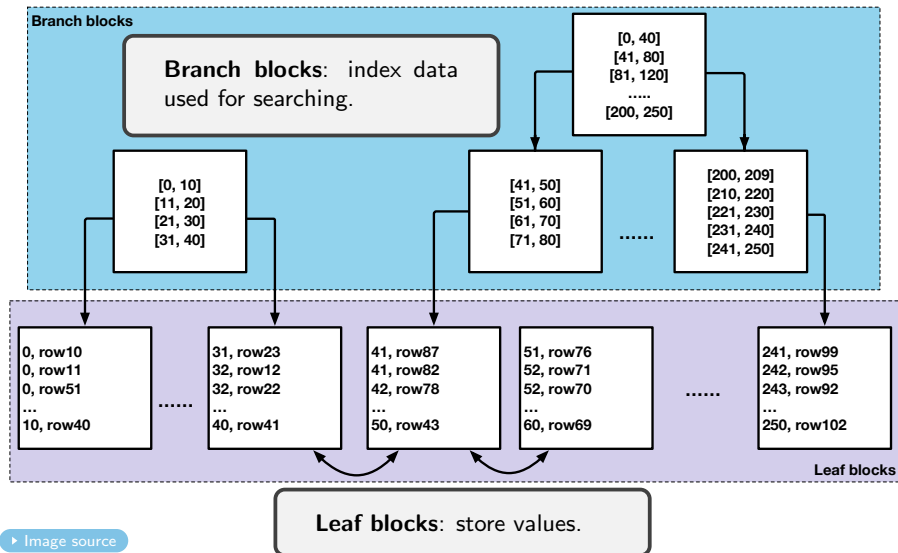 Branch blocks
Branch blocks: index data
used for searching.
[0, 40]
[41, 80]
[81, 120]
.....
[200, 250]
[0, 10]
[11, 20]
[21, 30]
[31, 40]
[41, 50]
[51, 60]
[61, 70]
[71, 80]
......
[200, 209]
[210, 220]
[221, 230]
[231, 240]
[241, 250]
0, row10
0, row11
0, row51
...
10, row40
......
31, row23
32, row12
32, row22
...
40, row41
41, row87
41, row82
42, row78
...
50, row43
51, row76
52, row71
52, row70
...
60, row69
......
241, row99
242, row95
243, row92
...
250, row102
Leaf blocks
Leaf blocks: store values.
Image source